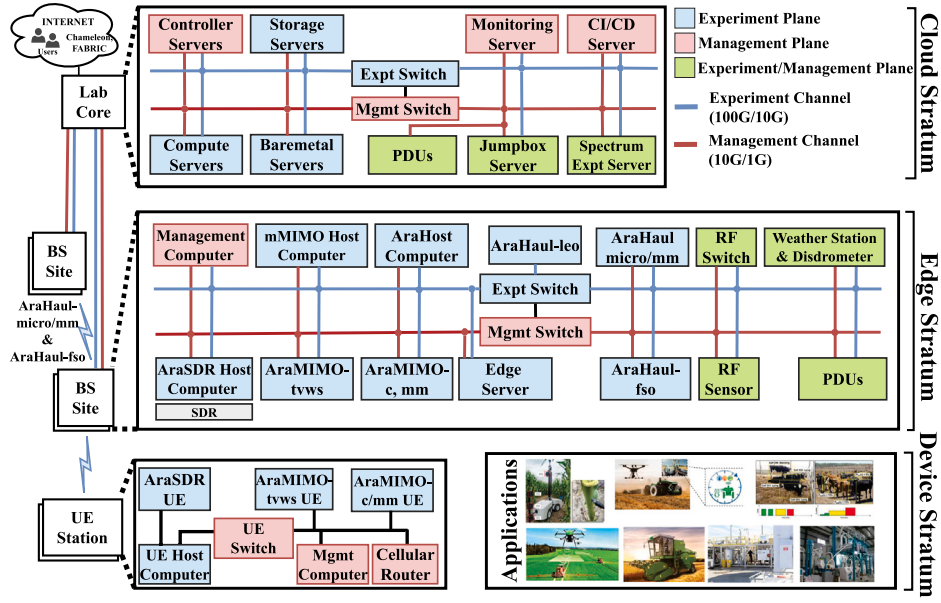 INTERNET
Chameleon,
Users
FABRIC
Lab
Core
Controller
Servers
Storage
Servers
Monitoring
Server
CI/CD
Servers
Expt Switch
Mgmt Switch
Compute
Servers
Baremetal
Servers
PDUs
Jumpbox
Server
Spectrum
Expt Server
Experiment Plane
Management Plane
Experiment/Management Plane
Experiment Channel
(100G/10G)
Management Channel
(10G/1G)
Cloud Stratum
BS
Site
AraHaul-
micro/mm
&
AraHaul-fso
BS
Site
Management
Computer
mMIMO Host
Computer
AraHost
Computer
AraHaul-leo
AraHaul
micro/mm
RF
Switch
Weather Station
& Disdrometer
Expt Switch
Mgmt Switch
AraSDR Host
Computer
SDR
AraMIMO-
tvws
AraMIMO-
c, mm
Edge
Server
AraHaul-
fso
RF
Sensor
PDUs
Edge Stratum
UE
Station
AraSDR
UE
AraMIMO-
tvws UE
AraMIMO-
c/mm UE
UE
Switch
UE Host
Computer
Mgmt
Computer
Cellular
Router
Applications
Device Stratum